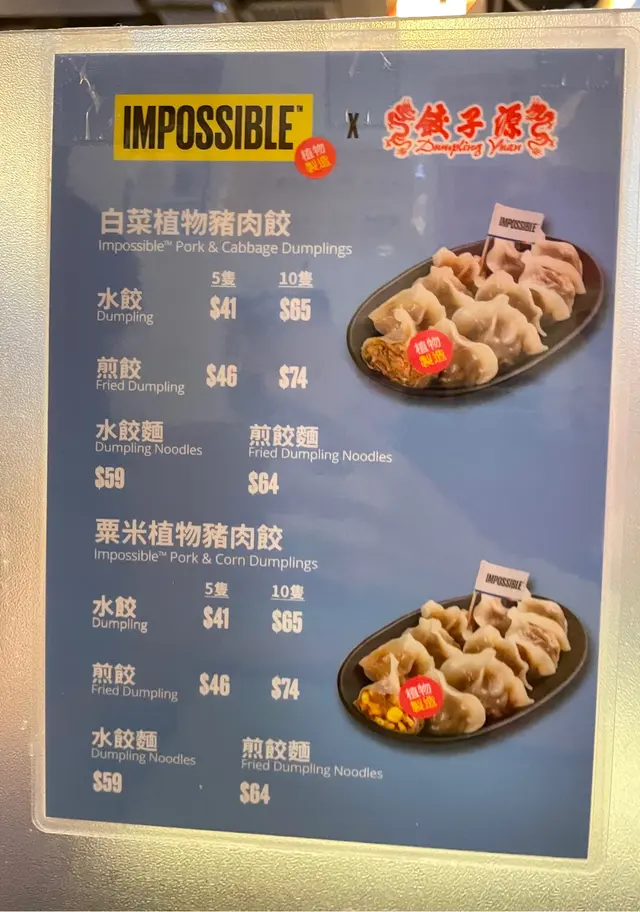 IMPOSSIBLE™ X 餃子源
植物
製造
Dumpling Yuan
白菜植物豬肉餃
Impossible™ Pork & Cabbage Dumplings
5隻 10隻
水餃 $41 $65
Dumpling
煎餃 $46 $74
Fried Dumpling
水餃麵 煎餃麵
Dumpling Noodles Fried Dumpling Noodles
$59 $64
IMPOSSIBLE
植物
製造
粟米植物豬肉餃
Impossible™ Pork & Corn Dumplings
5隻 10隻
水餃 $41 $65
Dumpling
煎餃 $46 $74
Fried Dumpling
水餃麵 煎餃麵
Dumpling Noodles Fried Dumpling Noodles
$59 $64
IMPOSSIBLE
植物
製造